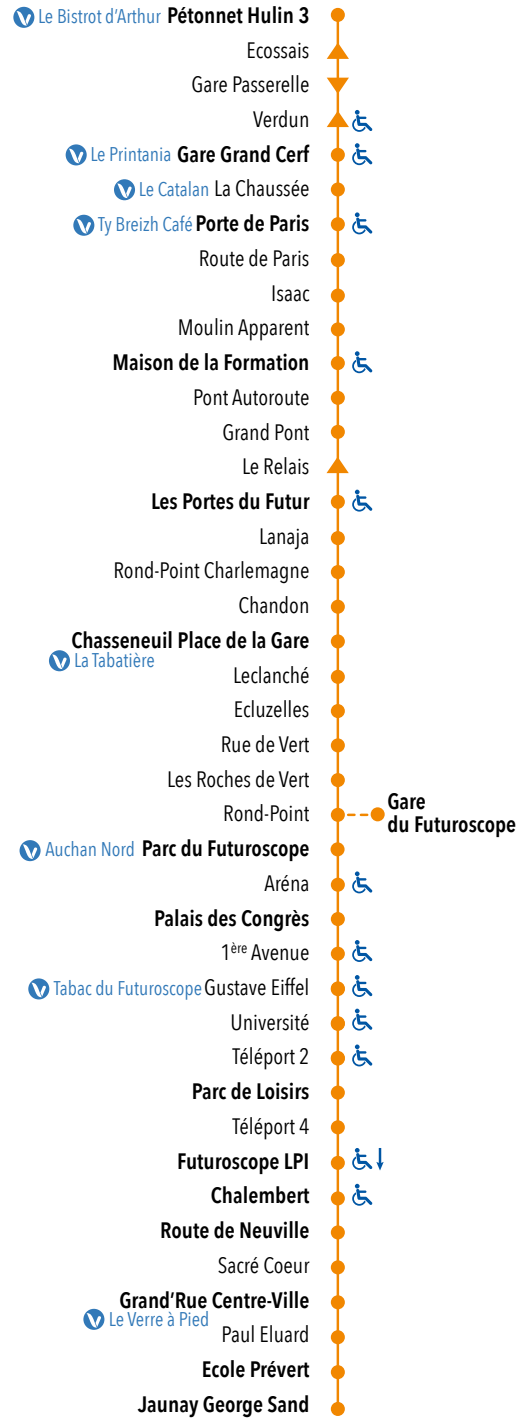 Le Bistrot d'Arthur Pétonnet Hulin 3
Ecossais
Gare Passerelle
Verdun
Le Printania Gare Grand Cerf
Le Catalan La Chaussée
Ty Breizh Café Porte de Paris
Route de Paris
Isaac
Moulin Apparent
Maison de la Formation
Pont Autoroute
Grand Pont
Le Relais
Les Portes du Futur
Lanaja
Rond-Point Charlemagne
Chandon
Chasseneuil Place de la Gare
La Tabatière
Leclanché
Ecluzelles
Rue de Vert
Les Roches de Vert
Rond-Point
Gare
du Futuroscope
Auchan Nord Parc du Futuroscope
Aréna
Palais des Congrès
1ère Avenue
Tabac du Futuroscope Gustave Eiffel
Université
Téléport 2
Parc de Loisirs
Téléport 4
Futuroscope LPI
Chalembert
Route de Neuville
Sacré Coeur
Grand'Rue Centre-Ville
Le Verre à Pied
Paul Eluard
Ecole Prévert
Jaunay George Sand